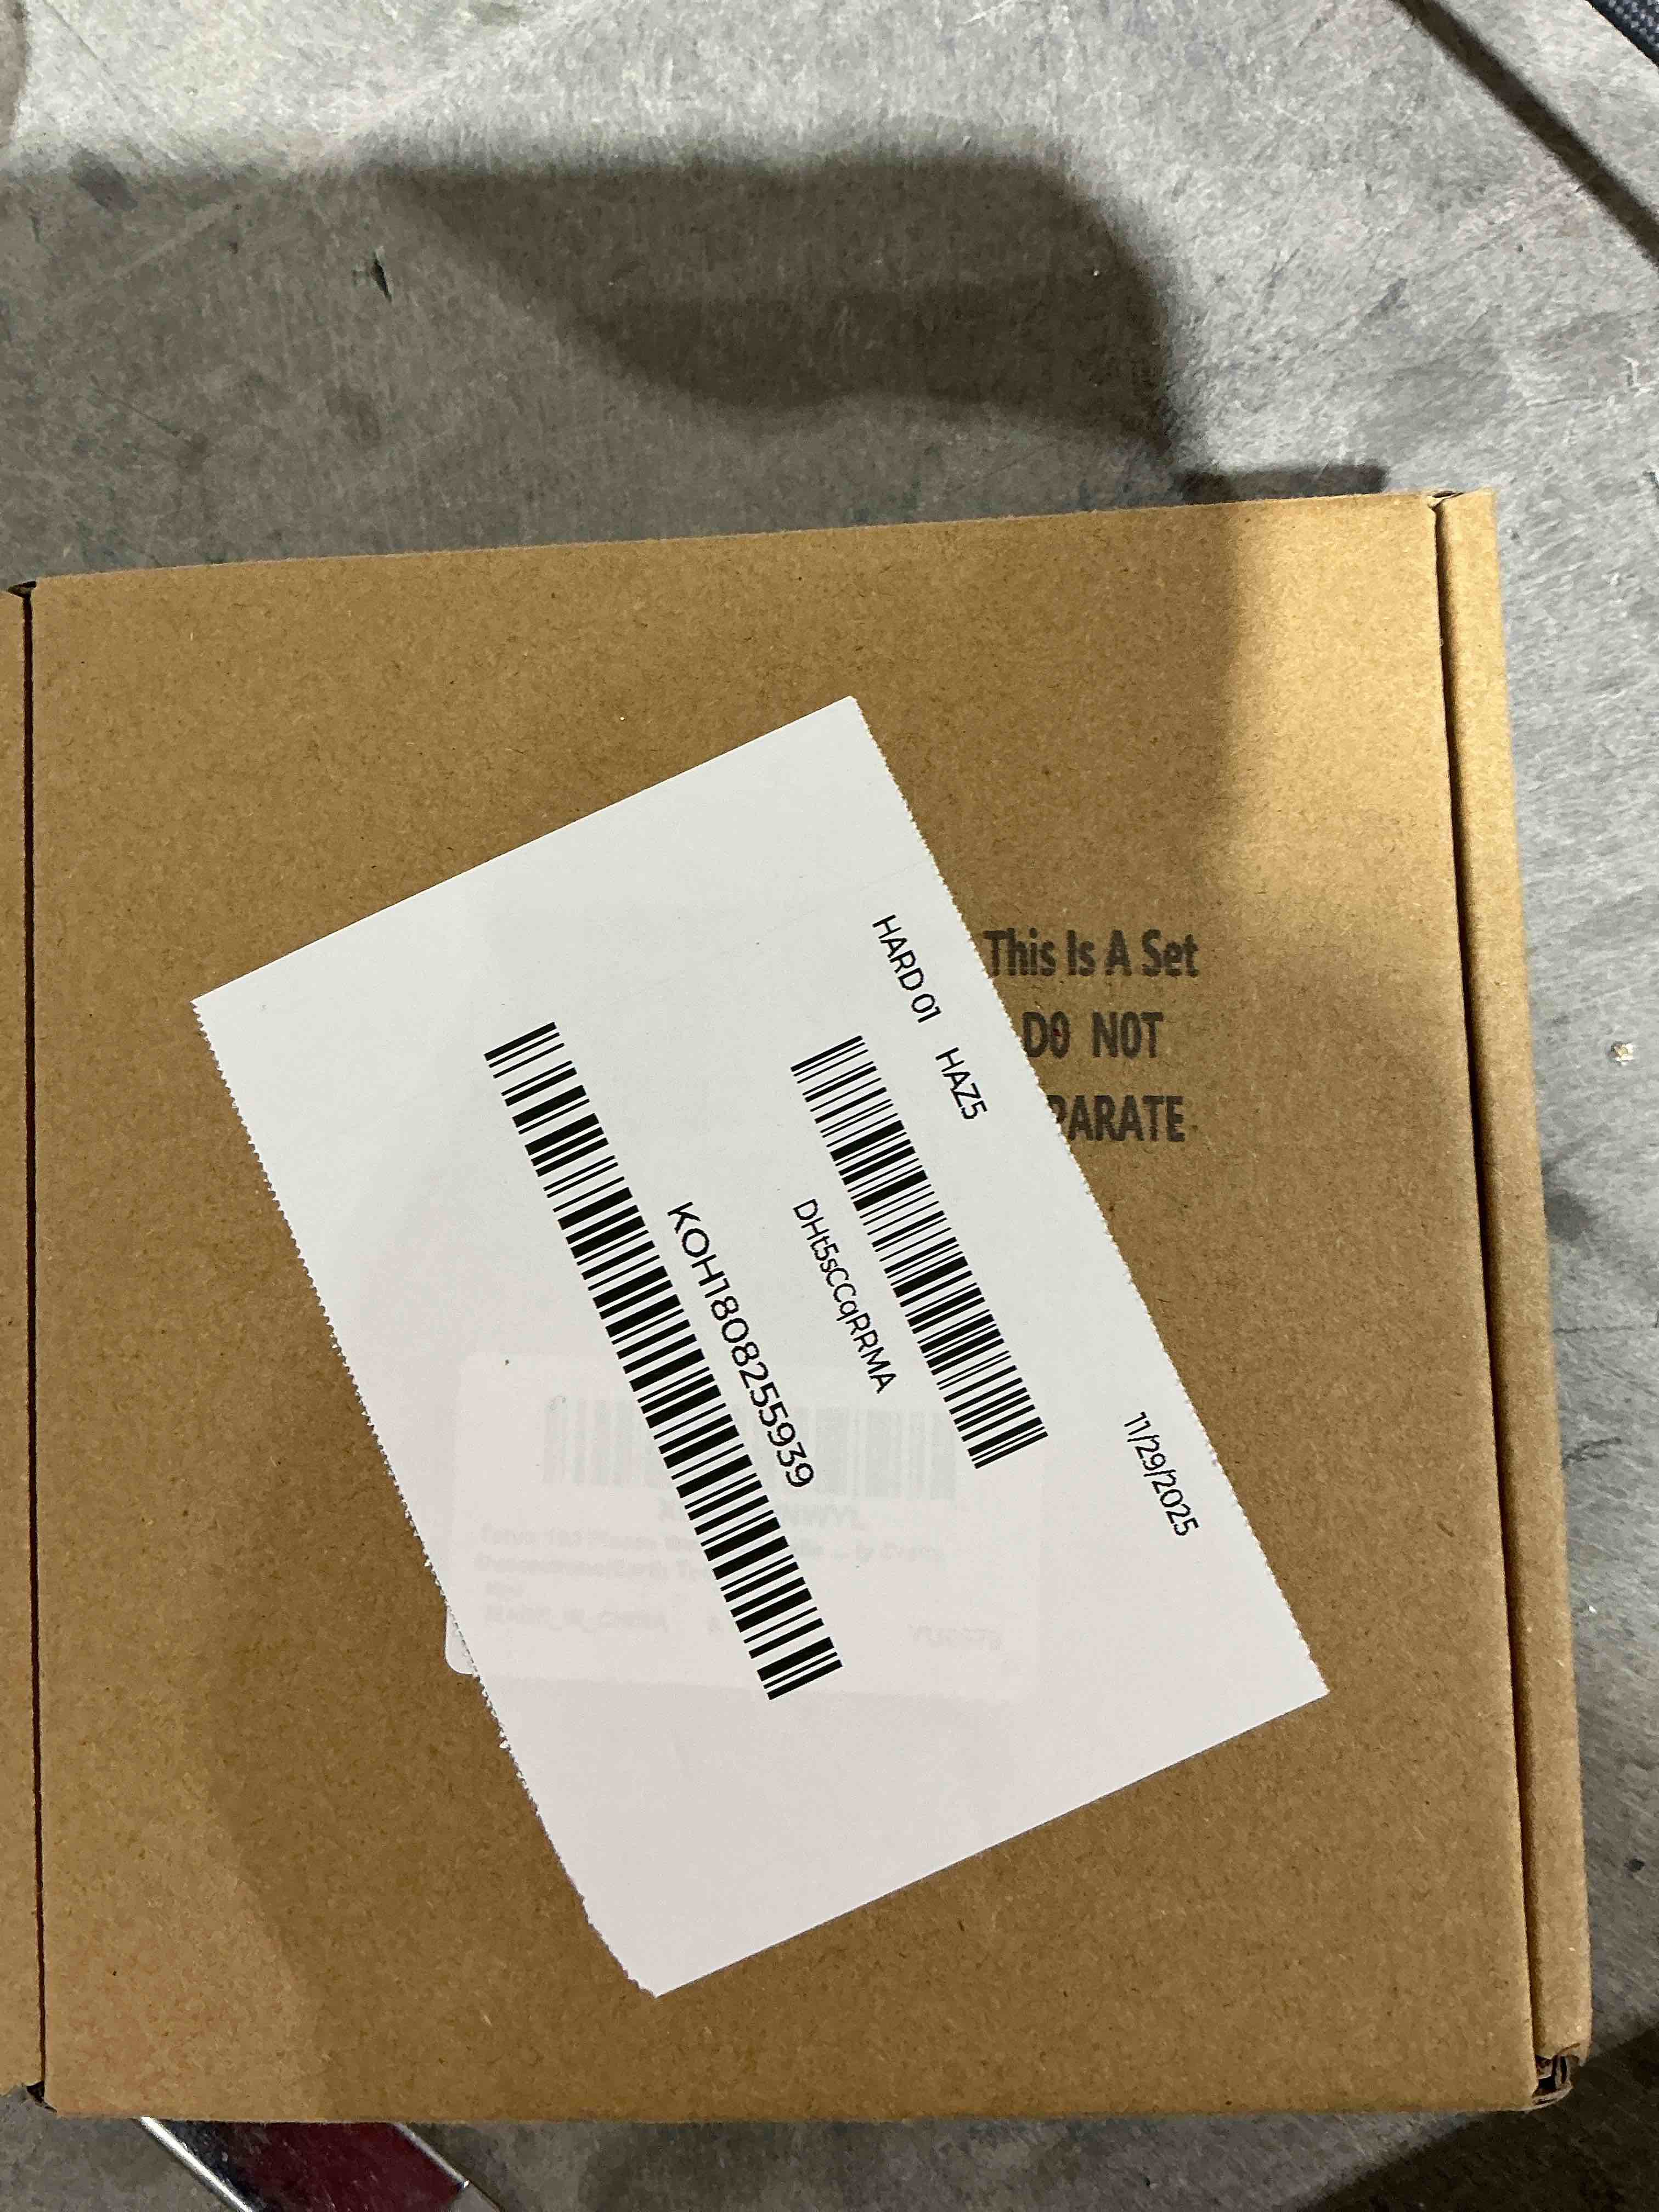 This Is A Set
DO NOT
PARATE
HARD 01 HAZ5
DHt5sCCqRRMA
KOH1808255939
11/29/2025